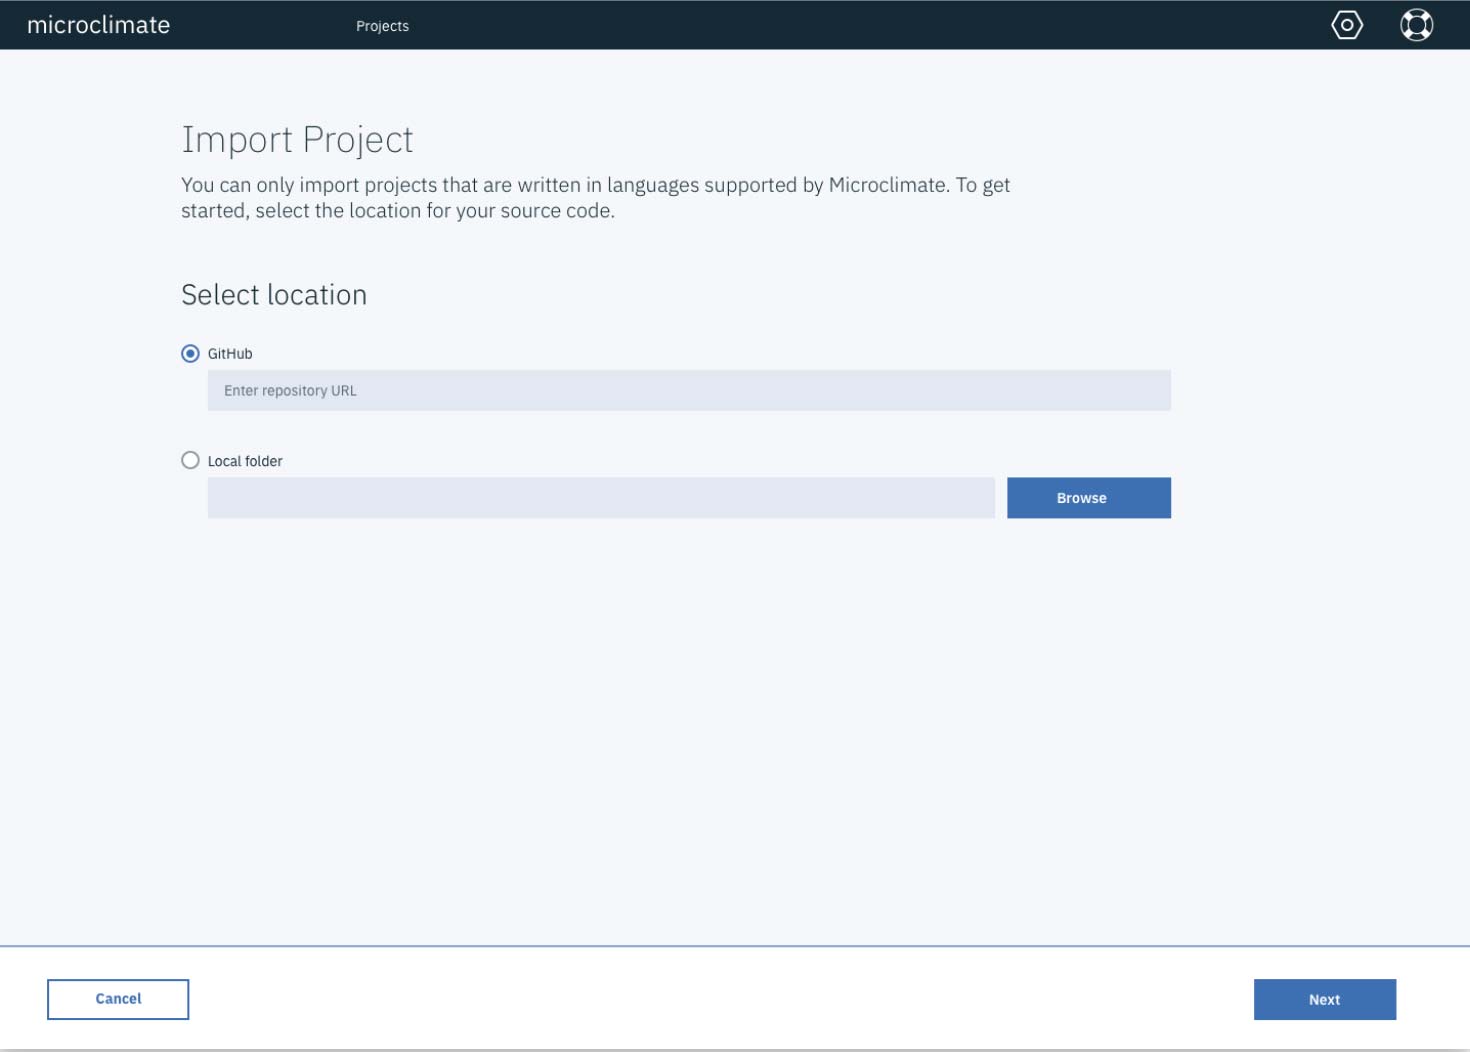 microclimate
Projects
Import Project
You can only import projects that are written in languages supported by Microclimate. To get
started, select the location for your source code.
Select location
GitHub
Enter repository URL
Local folder
Browse
Cancel
Next